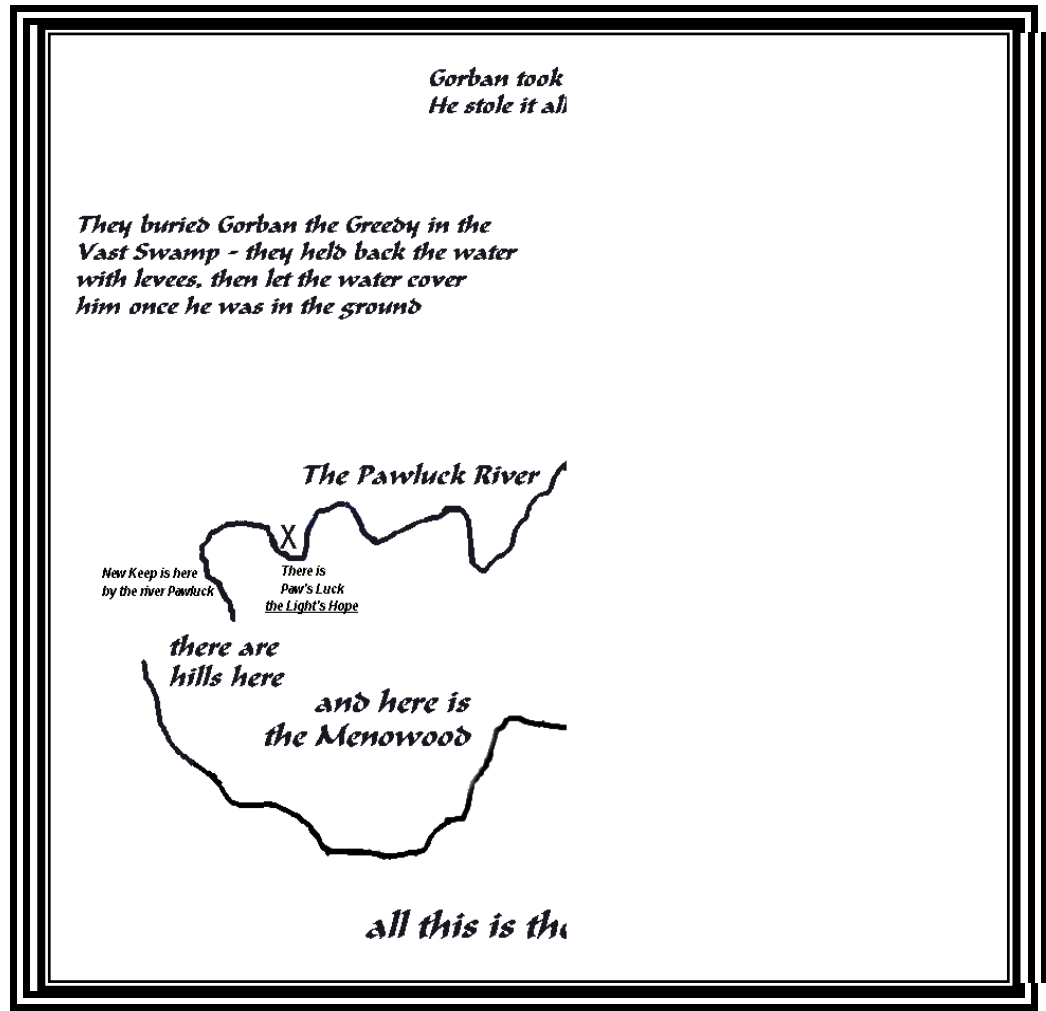 Gorban took
He stole it all
They buried Gorban the Greedy in the
Vast Swamp - they held back the water
with levees, then let the water cover
him once he was in the ground
The Pawluck River
X
New Keep is here
by the river Pawluck
There is
Paw's Luck
the Light's Hope
there are
hills here
and here is
the Menowood
all this is the